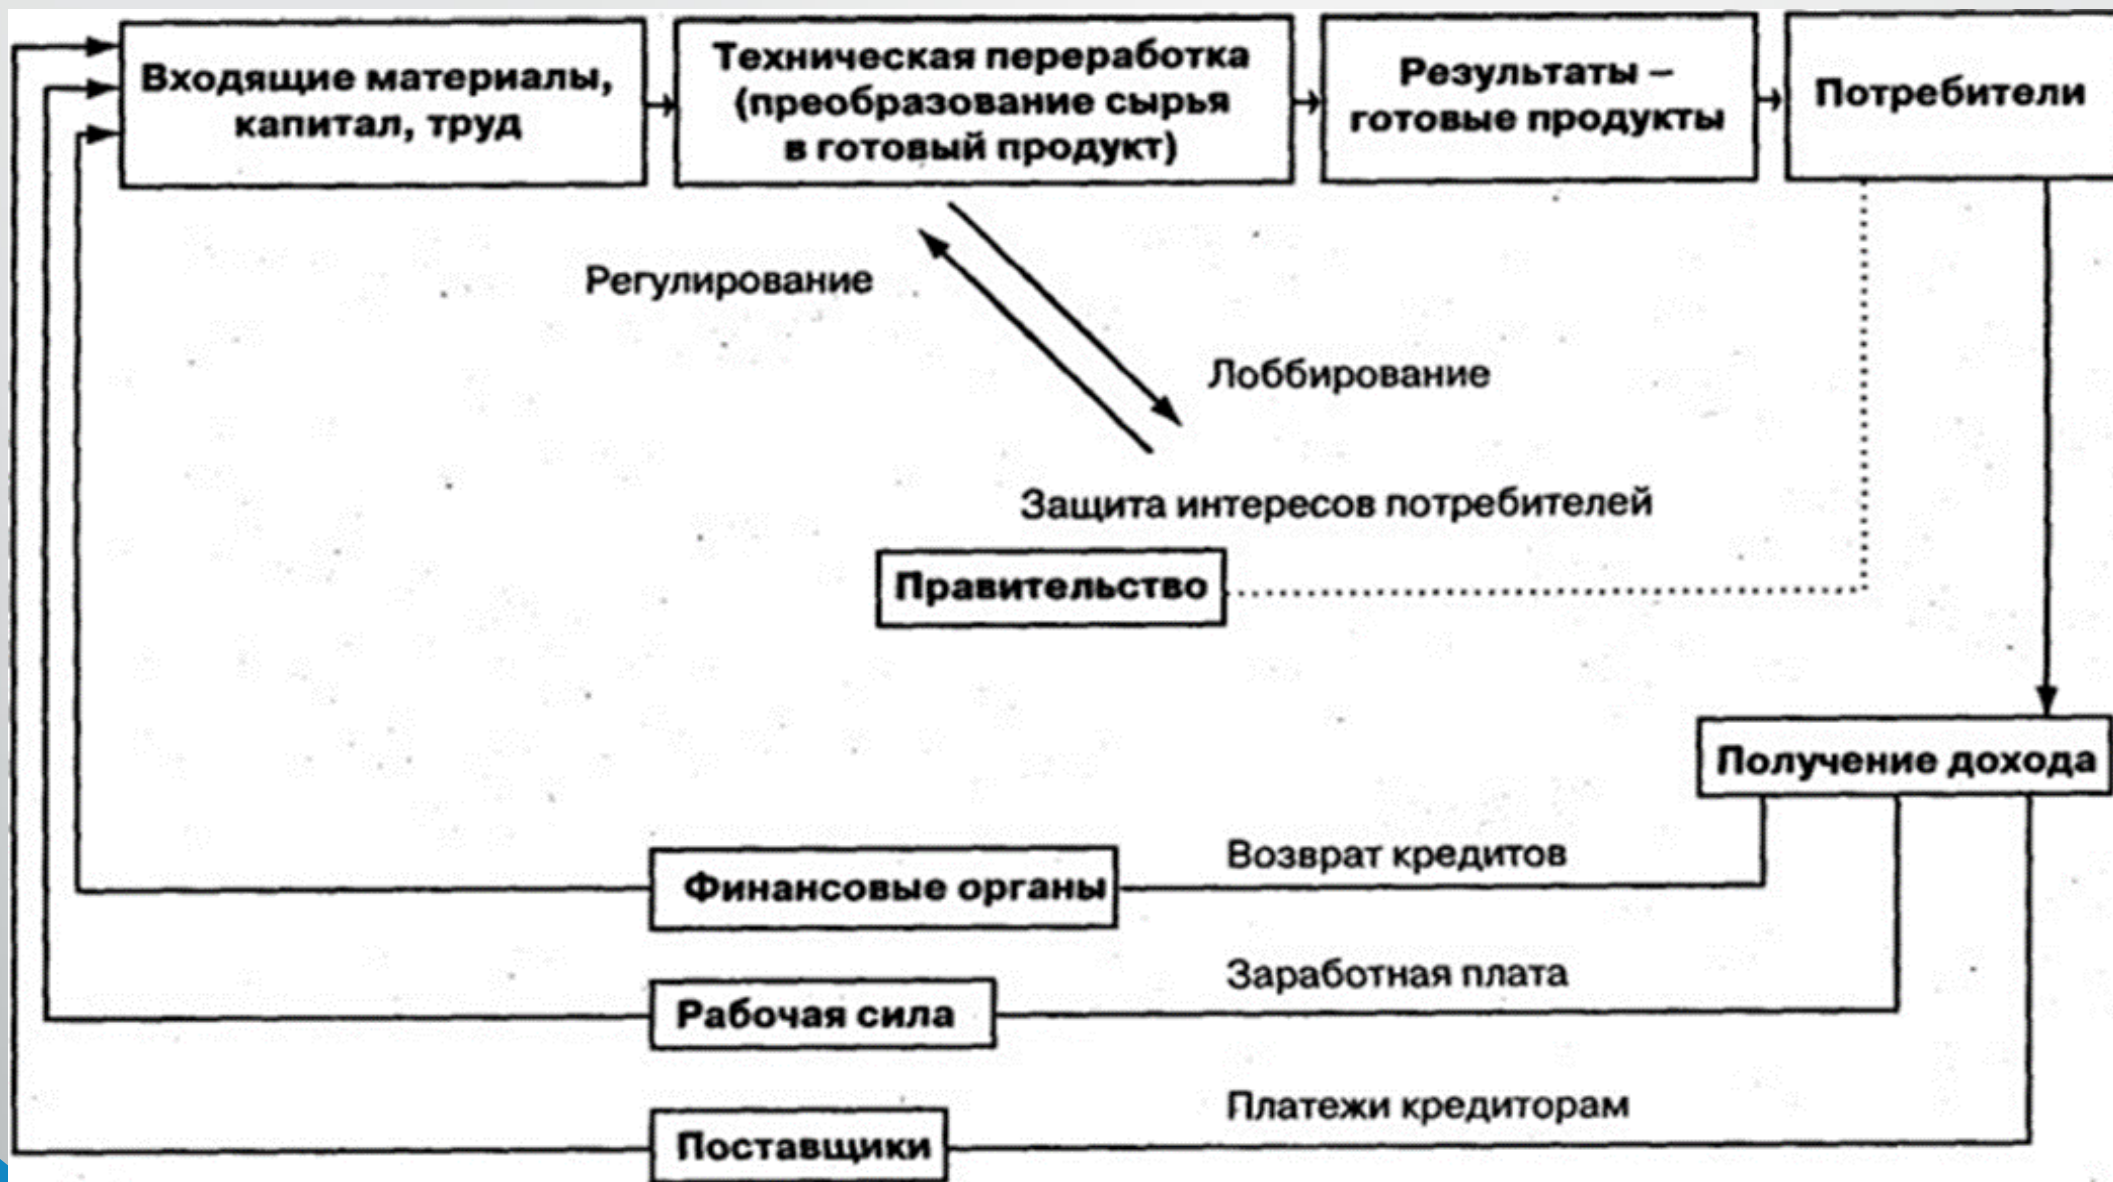 Входящие материалы,
капитал, труд
Техническая переработка
(преобразование сырья
в готовый продукт)
Результаты –
готовые продукты
Потребители
Регулирование
Лоббирование
Защита интересов потребителей
Правительство
Получение дохода
Возврат кредитов
Финансовые органы
Заработная плата
Рабочая сила
Платежи кредиторам
Поставщики